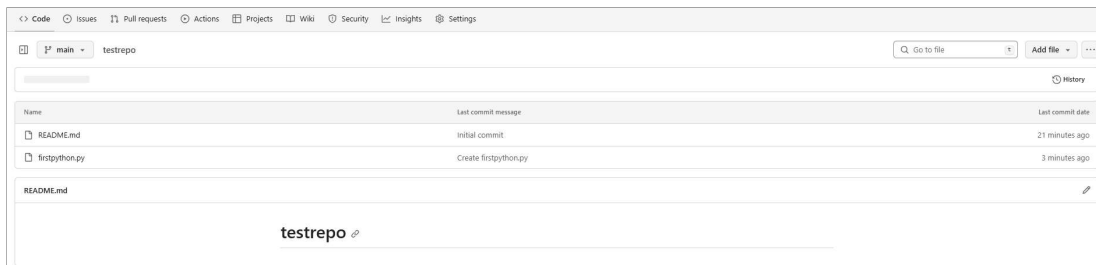 Code Issues Pull requests Actions Projects Wiki Security Insights Settings
main testrepo Go to file t Add file
History
Name Last commit message Last commit date
README.md Initial commit 21 minutes ago
firstpython.py Create firstpython.py 3 minutes ago
README.md
testrepo